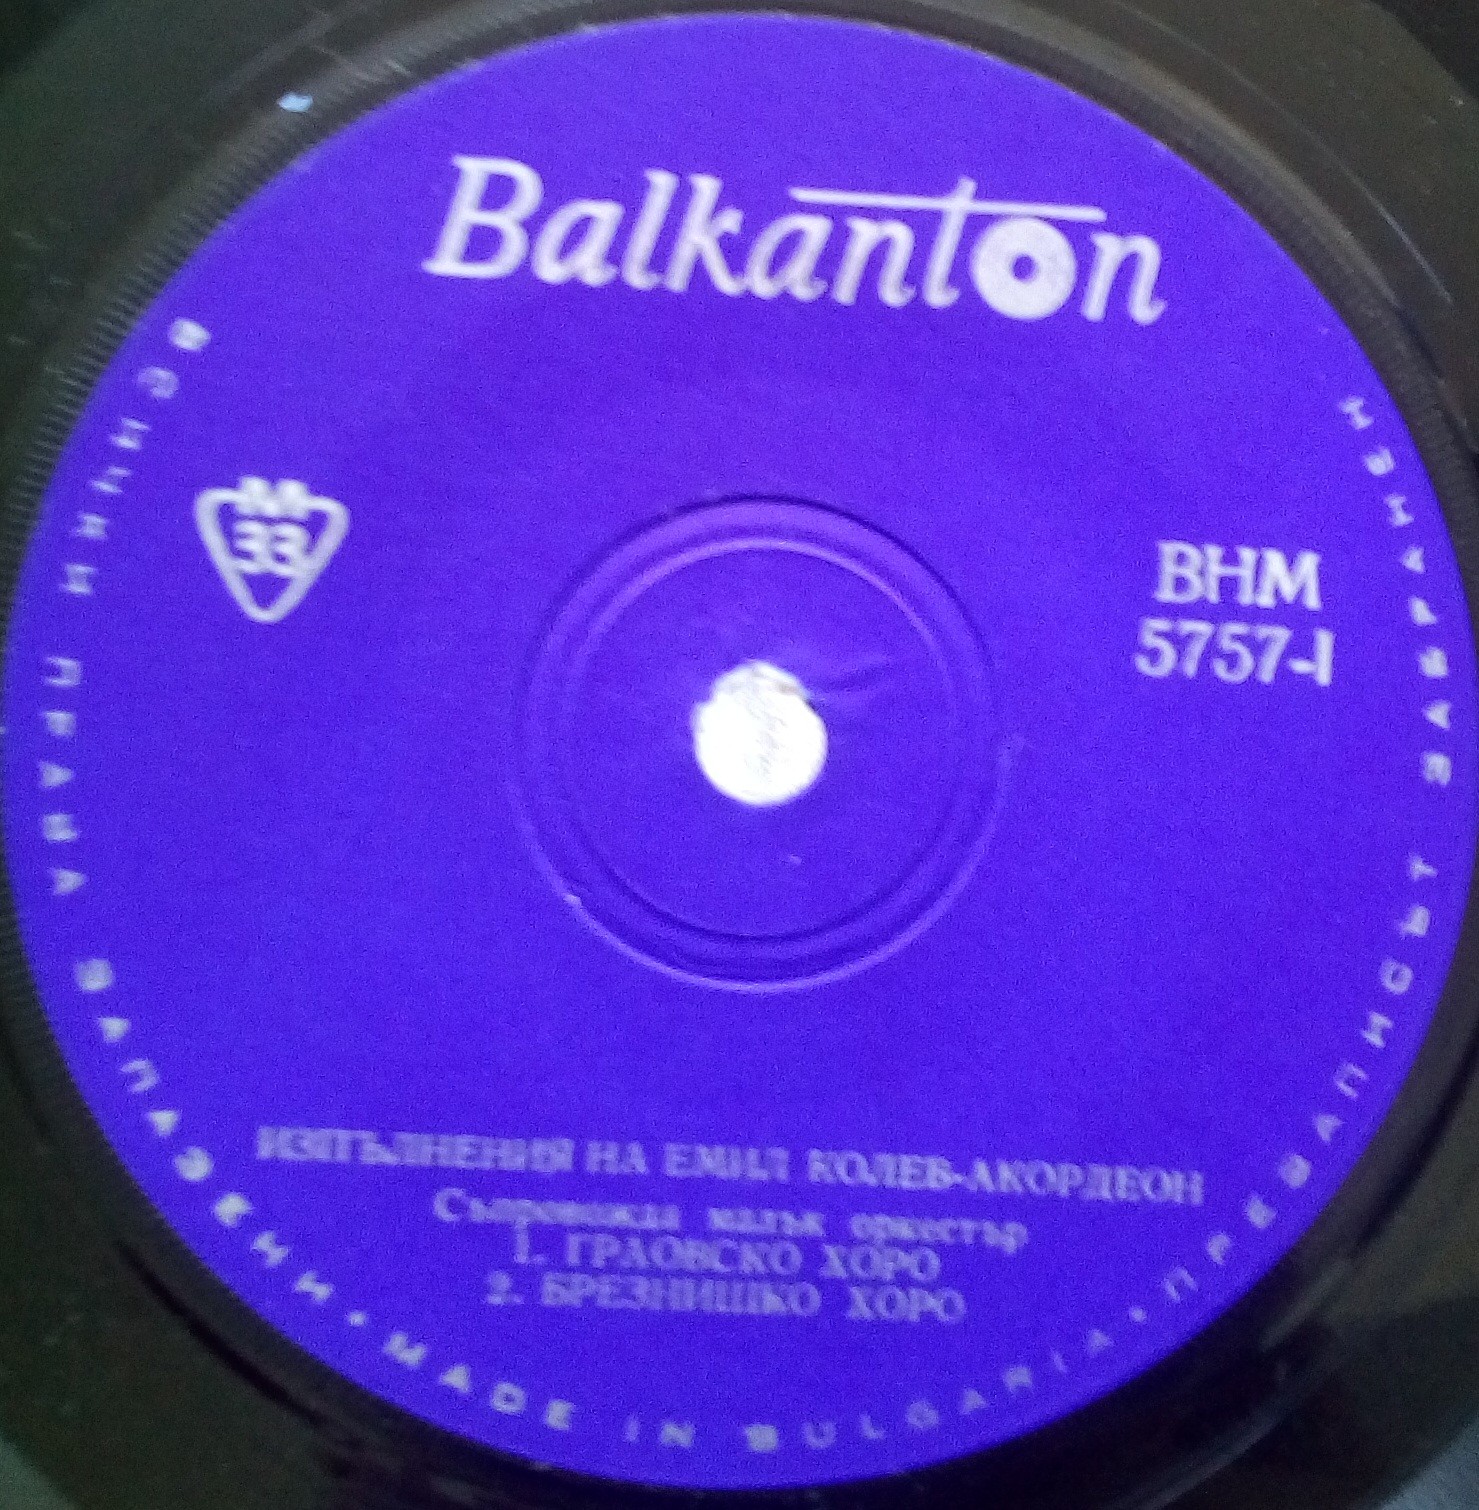 Balkanton
М
33
ВНМ
5757-I
ИЗПЪЛНЕНИЯ НА ЕМИЛ КОЛЕВ-АКОРДЕОН
Съпровожда малък оркестър
1. ГРАОВСКО ХОРО
2. БРЕЗНИШКО ХОРО
ВСИЧКИ ПРАВА ЗАПАЗЕНИ • MADE IN BULGARIA • ПРЕЗАПИСЪТ ЗАБРАНЕН